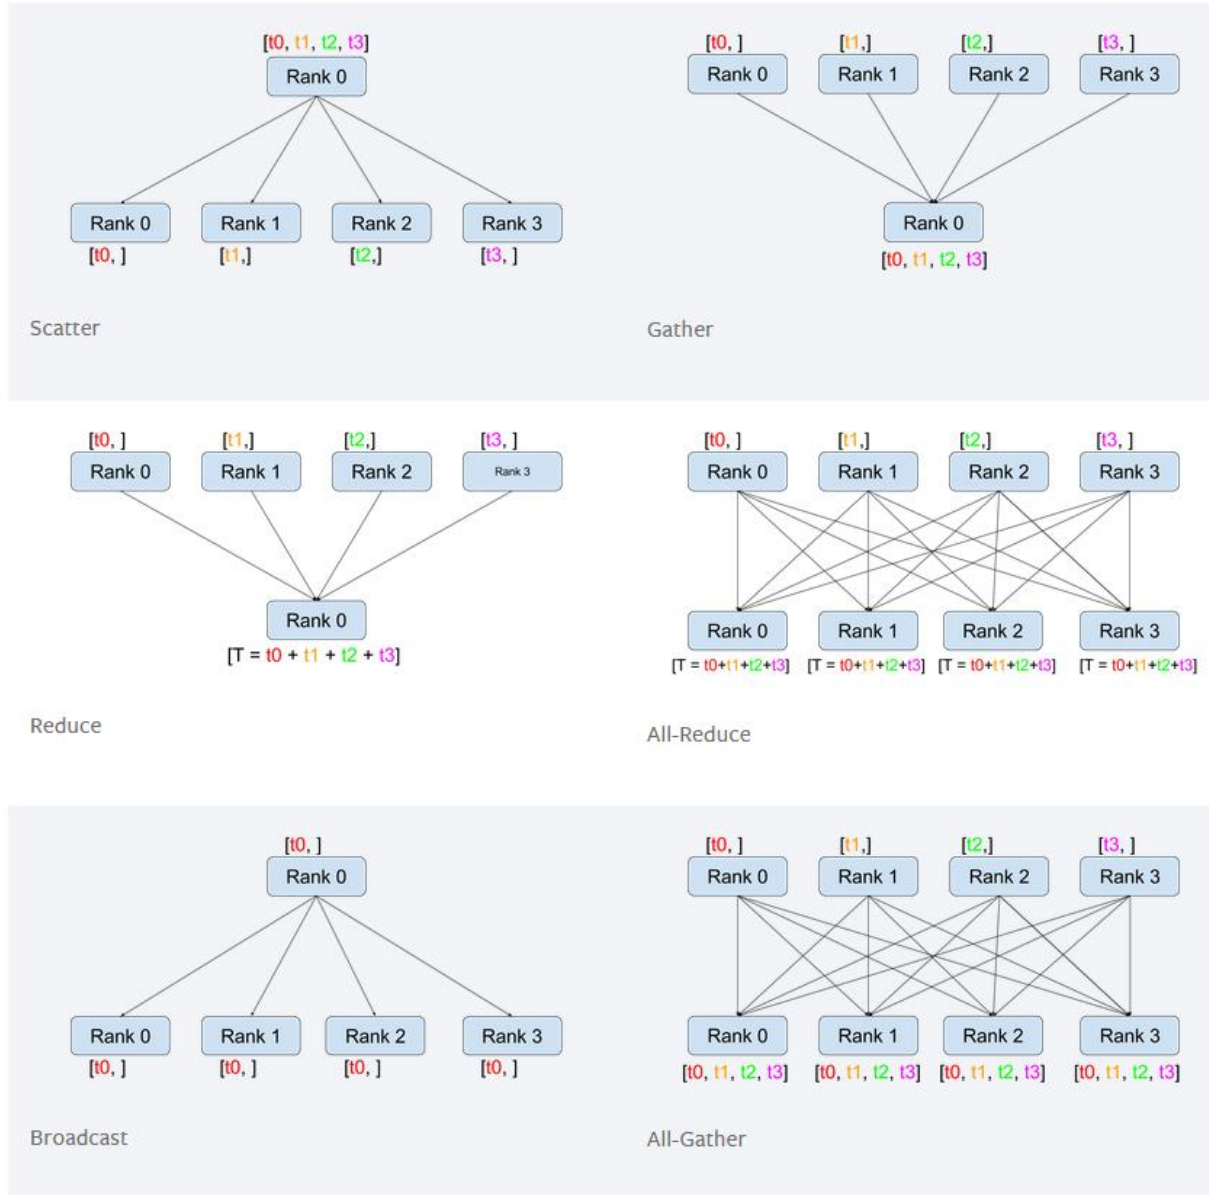 [t0, t1, t2, t3]
Rank 0
Rank 0 Rank 1 Rank 2 Rank 3
[t0, ] [t1,] [t2,] [t3, ]
Scatter
[t0, ] [t1,] [t2,] [t3, ]
Rank 0 Rank 1 Rank 2 Rank 3
Rank 0
[t0, t1, t2, t3]
Gather
[t0, ] [t1,] [t2,] [t3, ]
Rank 0 Rank 1 Rank 2 Rank 3
Rank 0
[T = t0 + t1 + t2 + t3]
Reduce
[t0, ] [t1,] [t2,] [t3, ]
Rank 0 Rank 1 Rank 2 Rank 3
Rank 0 Rank 1 Rank 2 Rank 3
[T = t0+t1+t2+t3] [T = t0+t1+t2+t3] [T = t0+t1+t2+t3] [T = t0+t1+t2+t3]
All-Reduce
[t0, ]
Rank 0
Rank 0 Rank 1 Rank 2 Rank 3
[t0, ] [t0, ] [t0, ] [t0, ]
Broadcast
[t0, ] [t1,] [t2,] [t3, ]
Rank 0 Rank 1 Rank 2 Rank 3
Rank 0 Rank 1 Rank 2 Rank 3
[t0, t1, t2, t3] [t0, t1, t2, t3] [t0, t1, t2, t3] [t0, t1, t2, t3]
All-Gather